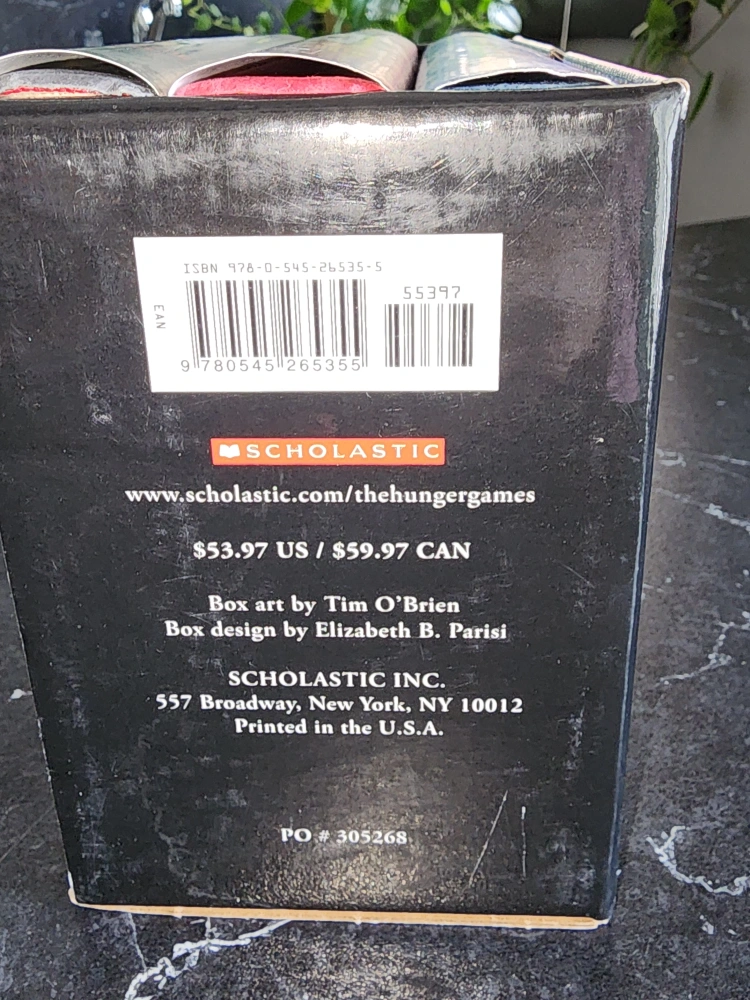 ISBN 978-0-545-26535-5
55397
EAN
9 780545 265355
SCHOLASTIC
www.scholastic.com/thehungergames
$53.97 US / $59.97 CAN
Box art by Tim O'Brien
Box design by Elizabeth B. Parisi
SCHOLASTIC INC.
557 Broadway, New York, NY 10012
Printed in the U.S.A.
PO # 305268